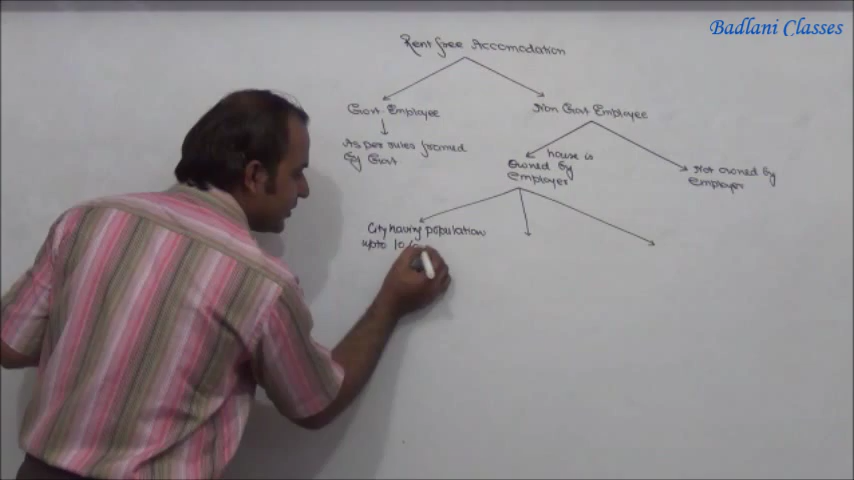 Badlani Classes
Rent free Accomodation
Govt Employee
Non Govt Employee
As per rules framed
by Govt.
house is
owned by
employer
Not owned by
employer
City having population
upto 10